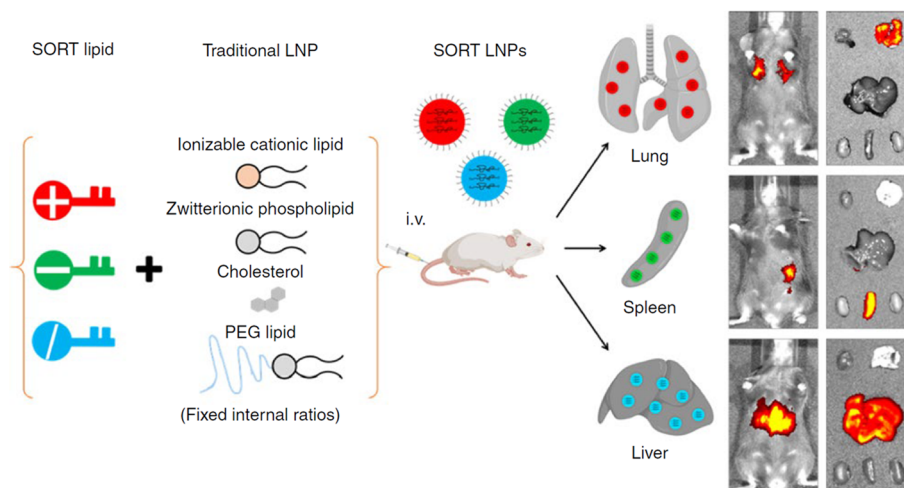 SORT lipid
Traditional LNP
SORT LNPs
Ionizable cationic lipid
Zwitterionic phospholipid
Cholesterol
PEG lipid
(Fixed internal ratios)
i.v.
Lung
Spleen
Liver